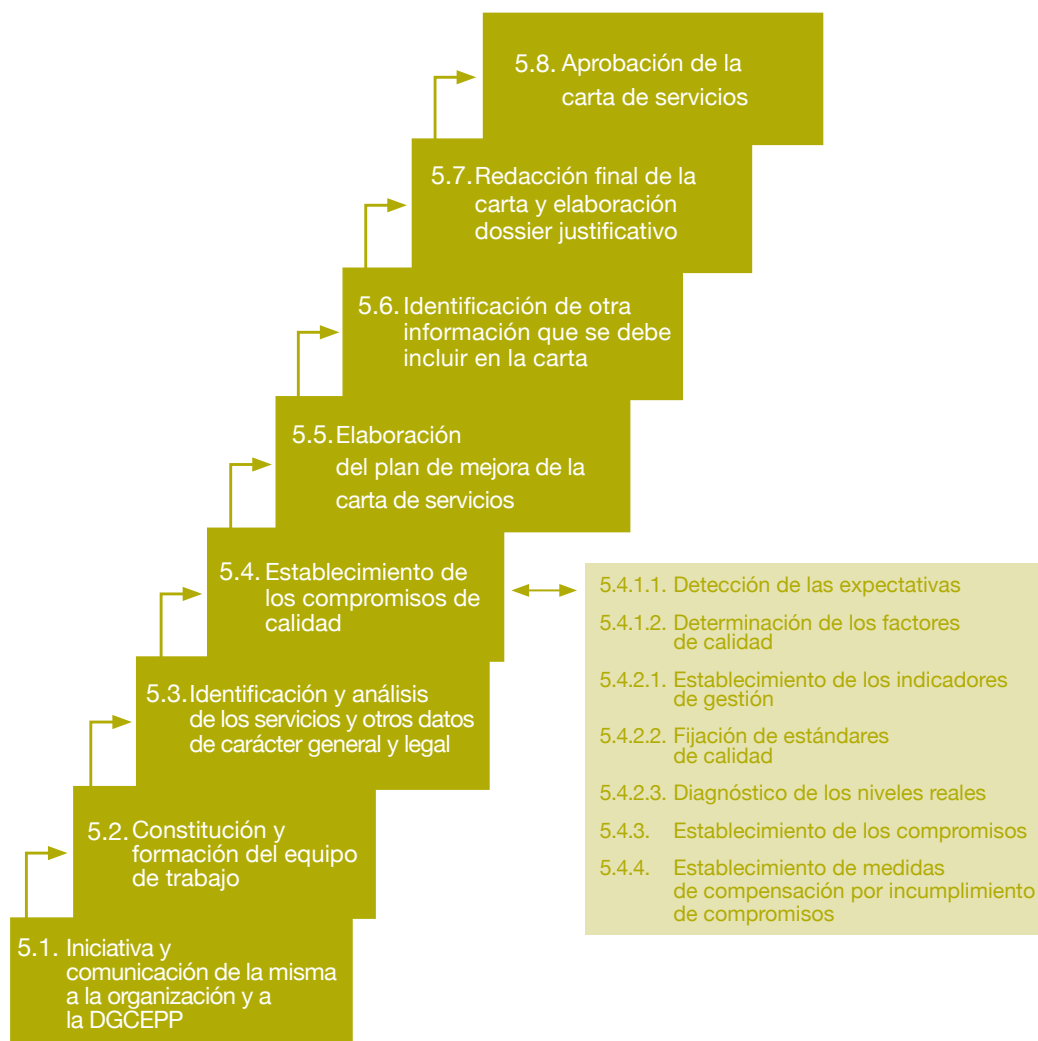 5.8. Aprobación de la
carta de servicios
5.7. Redacción final de la
carta y elaboración
dossier justificativo
5.6. Identificación de otra
información que se debe
incluir en la carta
5.5. Elaboración
del plan de mejora de la
carta de servicios
5.4. Establecimiento de
los compromisos de
calidad
5.4.1.1. Detección de las expectativas
5.4.1.2. Determinación de los factores
de calidad
5.4.2.1. Establecimiento de los indicadores
de gestión
5.4.2.2. Fijación de estándares
de calidad
5.4.2.3. Diagnóstico de los niveles reales
5.4.3. Establecimiento de los compromisos
5.4.4. Establecimiento de medidas
de compensación por incumplimiento
de compromisos
5.3. Identificación y análisis
de los servicios y otros datos
de carácter general y legal
5.2. Constitución y
formación del equipo
de trabajo
5.1. Iniciativa y
comunicación de la misma
a la organización y a
la DGCEPP